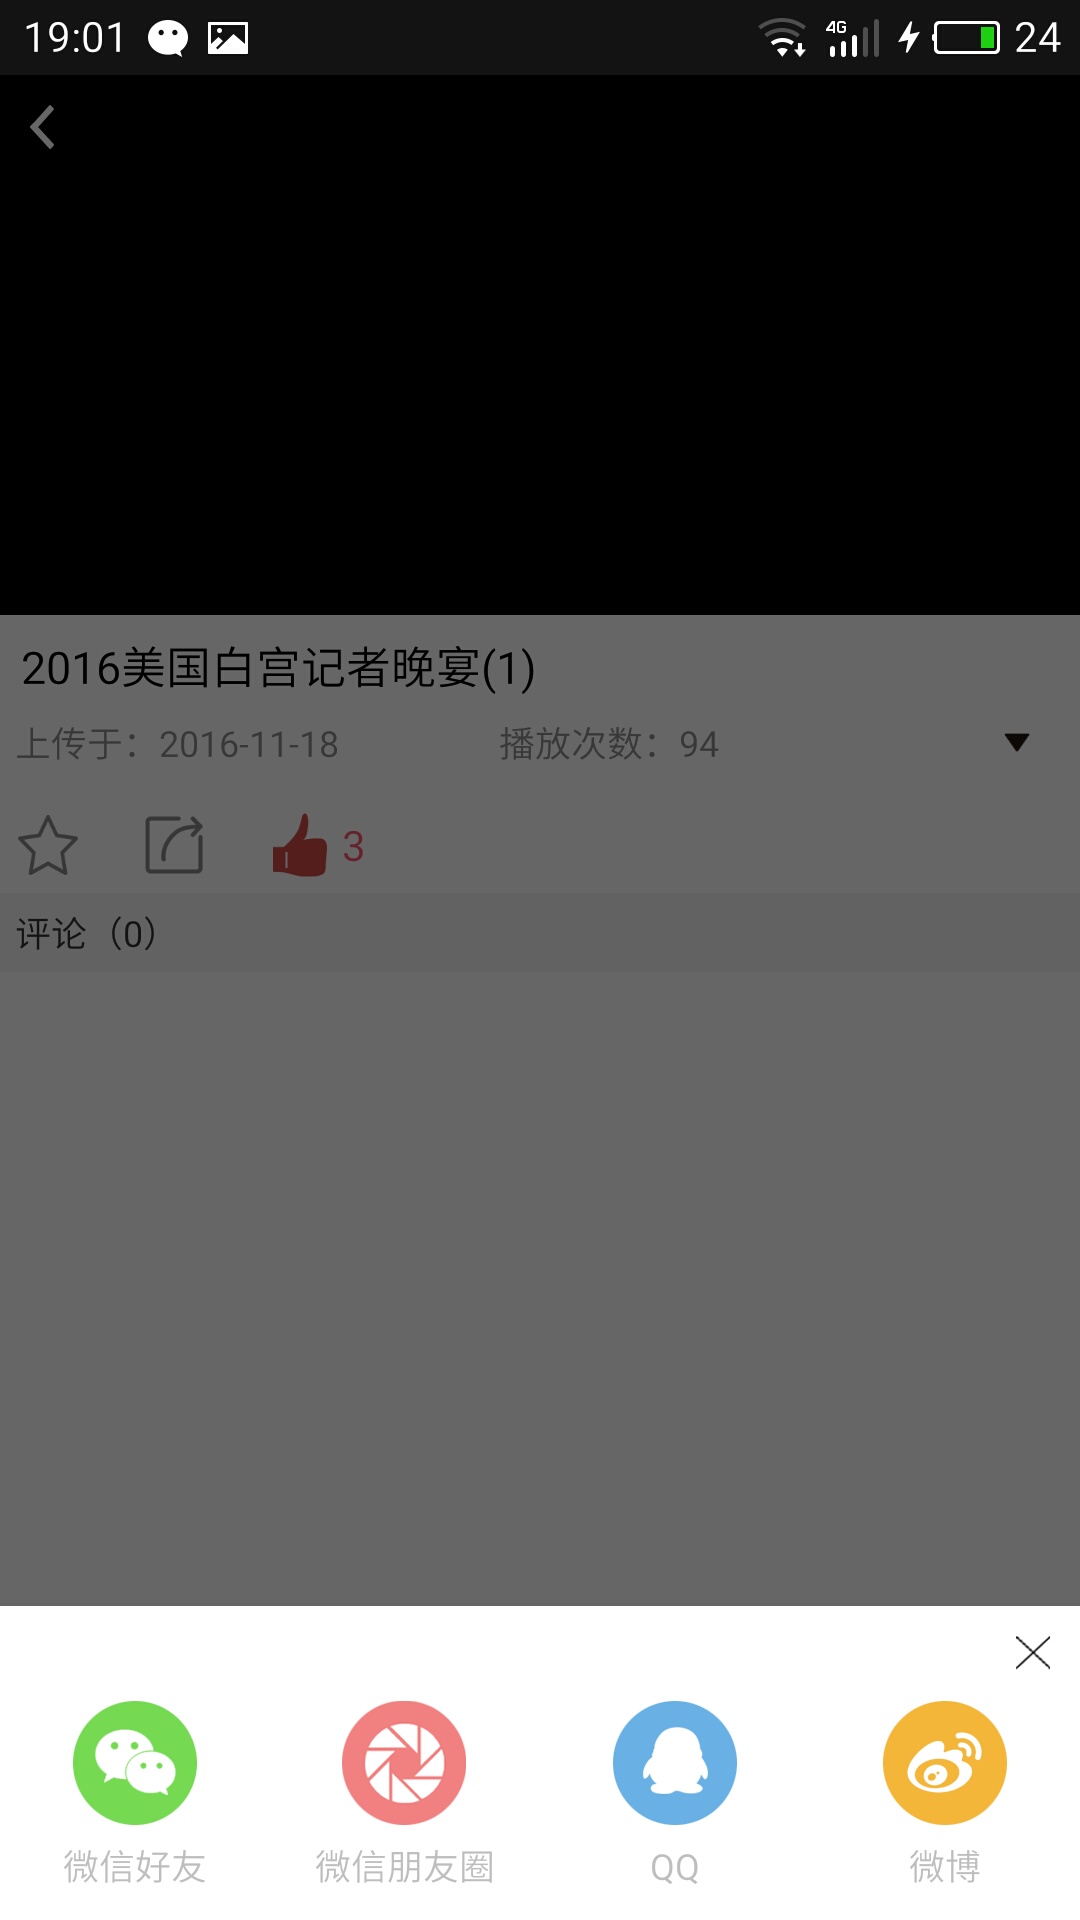 19:01 4G 24
2016美国白宫记者晚宴(1)
上传于：2016-11-18 播放次数：94
3
评论（0）
微信好友 微信朋友圈 QQ 微博